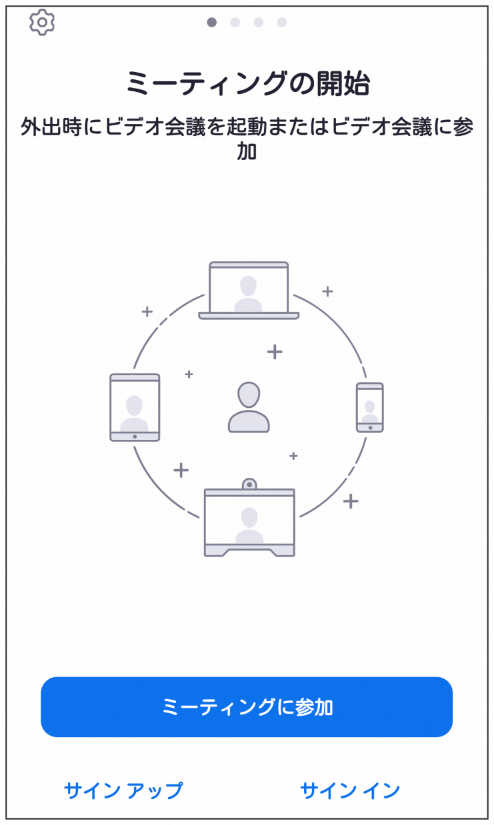 ミーティングの開始
外出時にビデオ会議を起動またはビデオ会議に参
加
ミーティングに参加
サイン アップ
サイン イン